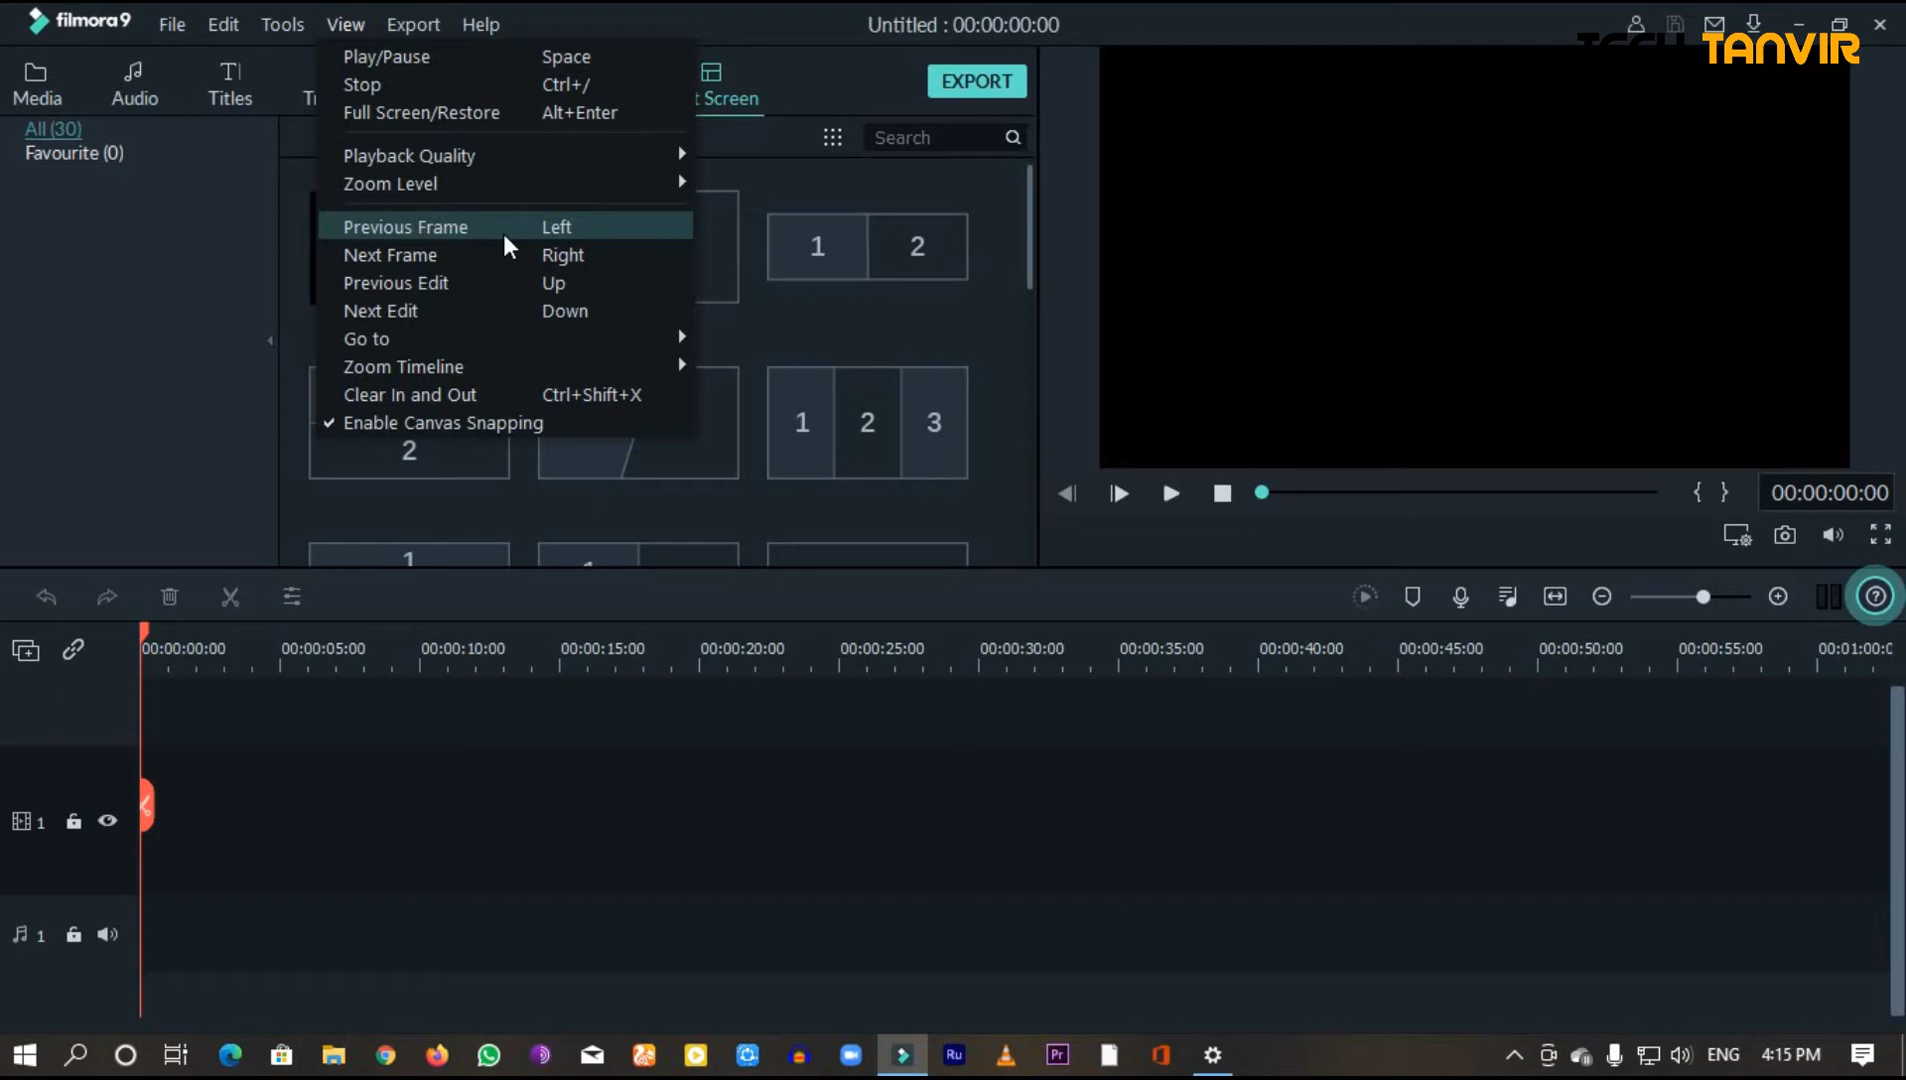 filmora9 File Edit Tools View Export Help Untitled : 00:00:00:00
TECH TANVIR
Media Audio Titles Tr t Screen EXPORT
All (30)
Favourite (0)
Search
Play/Pause Space
Stop Ctrl+/
Full Screen/Restore Alt+Enter
Playback Quality
Zoom Level
Previous Frame Left
Next Frame Right
Previous Edit Up
Next Edit Down
Go to
Zoom Timeline
Clear In and Out Ctrl+Shift+X
Enable Canvas Snapping
1 2
2
1 2 3
1
{ } 00:00:00:00
00:00:00:00 00:00:05:00 00:00:10:00 00:00:15:00 00:00:20:00 00:00:25:00 00:00:30:00 00:00:35:00 00:00:40:00 00:00:45:00 00:00:50:00 00:00:55:00 00:01:00:0
1
1
Ru Pr ENG 4:15 PM